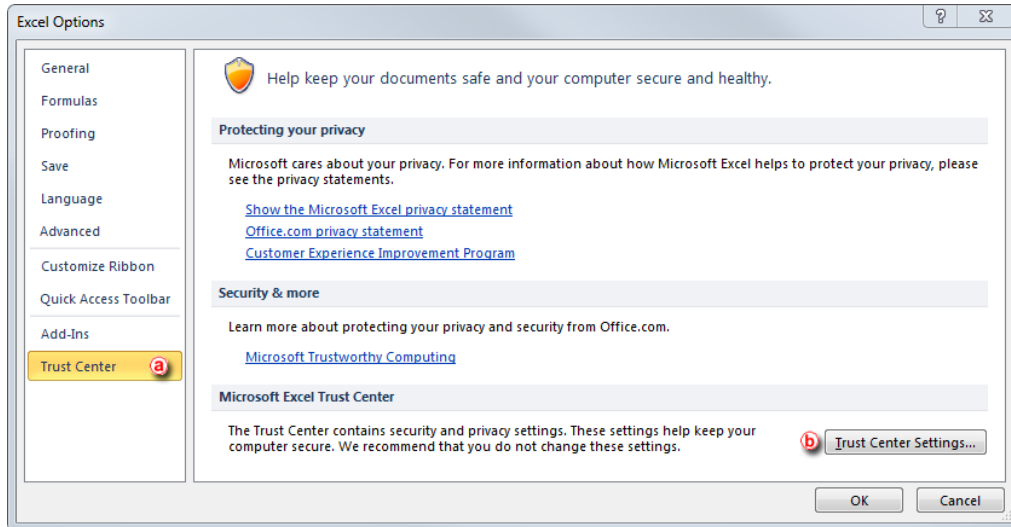 Excel Options
General
Formulas
Proofing
Save
Language
Advanced
Customize Ribbon
Quick Access Toolbar
Add-Ins
Trust Center a
Help keep your documents safe and your computer secure and healthy.
Protecting your privacy
Microsoft cares about your privacy. For more information about how Microsoft Excel helps to protect your privacy, please
see the privacy statements.
Show the Microsoft Excel privacy statement
Office.com privacy statement
Customer Experience Improvement Program
Security & more
Learn more about protecting your privacy and security from Office.com.
Microsoft Trustworthy Computing
Microsoft Excel Trust Center
The Trust Center contains security and privacy settings. These settings help keep your
computer secure. We recommend that you do not change these settings.
b Trust Center Settings...
OK Cancel